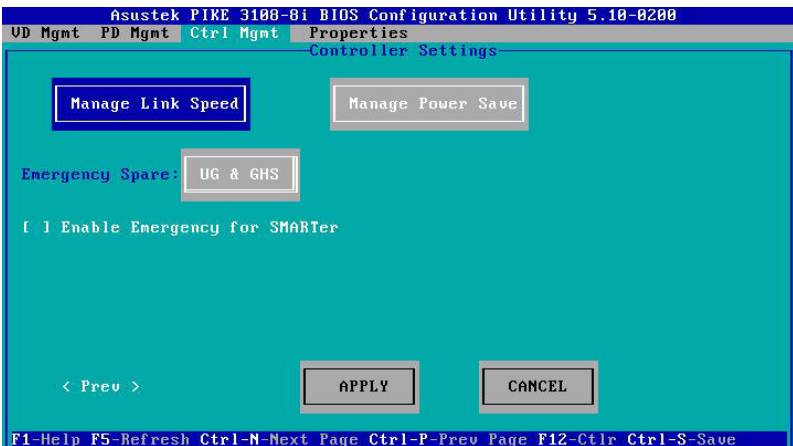 Asustek PIKE 3108-8i BIOS Configuration Utility 5.10-0200
VD Mgmt PD Mgmt Ctrl Mgmt Properties
Controller Settings
Manage Link Speed Manage Power Save
Emergency Spare: UG & GHS
[ ] Enable Emergency for SMARTer
< Prev > APPLY CANCEL
F1-Help F5-Refresh Ctrl-N-Next Page Ctrl-P-Prev Page F12-Ctlr Ctrl-S-Save